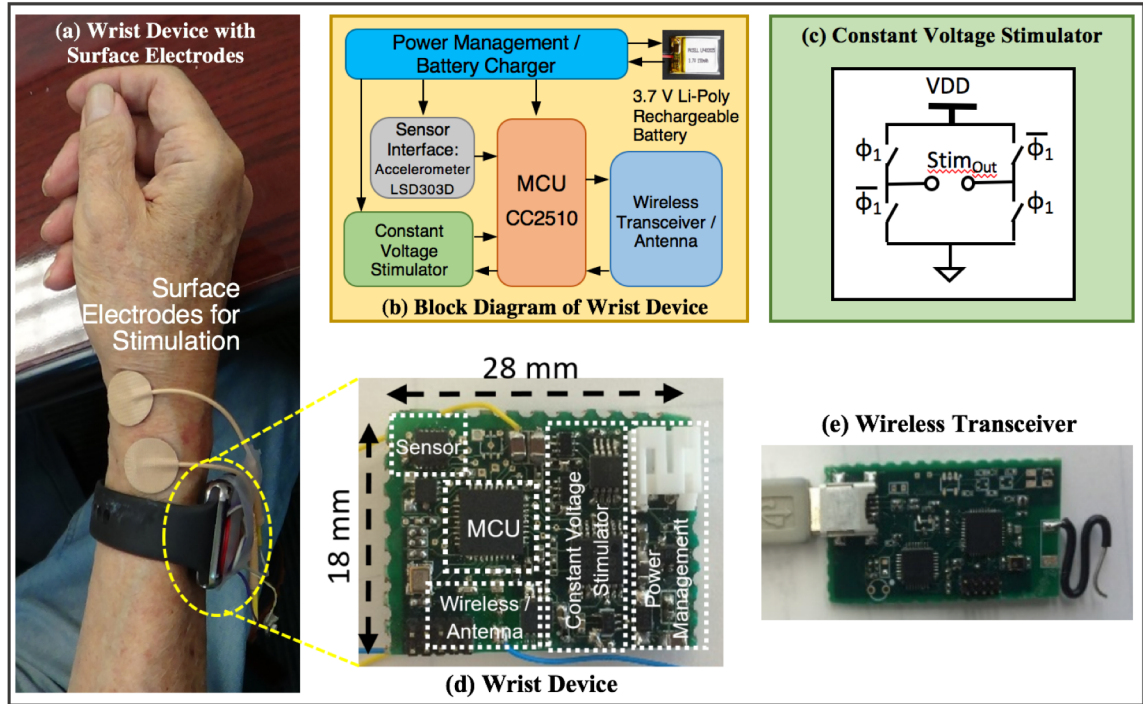 (a) Wrist Device with
Surface Electrodes
Surface
Electrodes for
Stimulation
Power Management /
Battery Charger
3.7 V Li-Poly
Rechargeable
Battery
Sensor
Interface:
Accelerometer
LSD303D
MCU
CC2510
Wireless
Transceiver /
Antenna
Constant
Voltage
Stimulator
(b) Block Diagram of Wrist Device
(c) Constant Voltage Stimulator
VDD
ϕ₁
ϕ̅₁
Stim_Out
ϕ̅₁
ϕ₁
28 mm
18 mm
Sensor
MCU
Wireless /
Antenna
Constant Voltage
Stimulator
Power
Management
(d) Wrist Device
(e) Wireless Transceiver